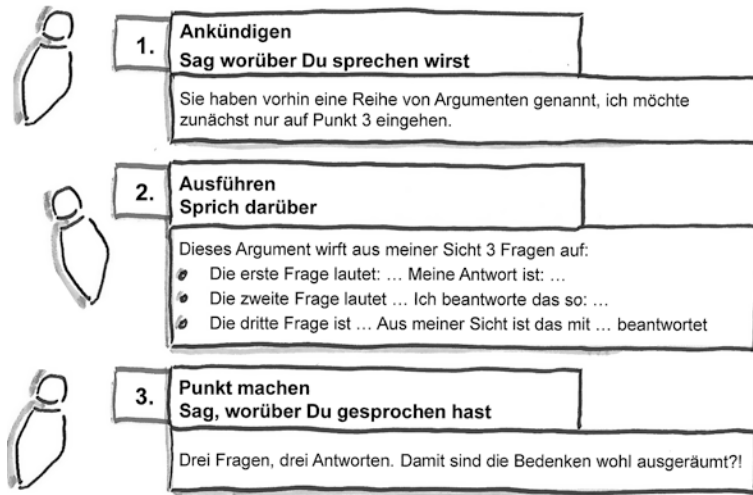 1.
Ankündigen
Sag worüber Du sprechen wirst
Sie haben vorhin eine Reihe von Argumenten genannt, ich möchte
zunächst nur auf Punkt 3 eingehen.
2.
Ausführen
Sprich darüber
Dieses Argument wirft aus meiner Sicht 3 Fragen auf:
Die erste Frage lautet: … Meine Antwort ist: …
Die zweite Frage lautet … Ich beantworte das so: …
Die dritte Frage ist … Aus meiner Sicht ist das mit … beantwortet
3.
Punkt machen
Sag, worüber Du gesprochen hast
Drei Fragen, drei Antworten. Damit sind die Bedenken wohl ausgeräumt?!